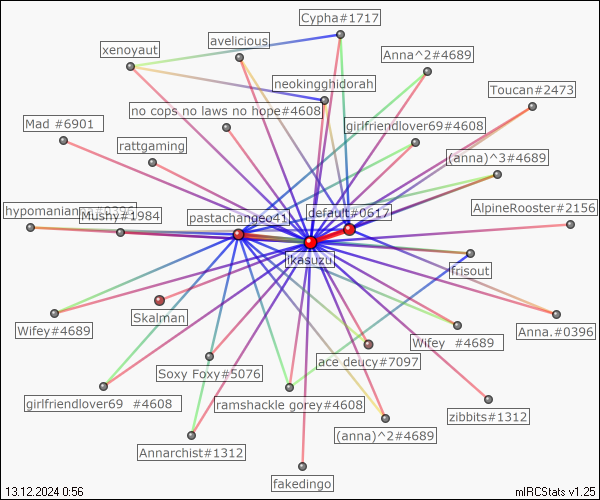 Cypha#1717
xenoyaut
avelicious
Anna^2#4689
neokingghidorah
Toucan#2473
no cops no laws no hope#4608
Mad #6901
girlfriendlover69#4608
rattgaming
(anna)^3#4689
hypomanian
Mushy#1984
pastachangeo41
default#0617
AlpineRooster#2156
ikasuzu
frisout
Skalman
Wifey#4689
Wifey #4689
Anna.#0396
ace deucy#7097
Soxy Foxy#5076
girlfriendlover69 #4608
ramshackle gorey#4608
zibbits#1312
(anna)^2#4689
Annarchist#1312
fakedingo
13.12.2024 0:56
mIRCStats v1.25